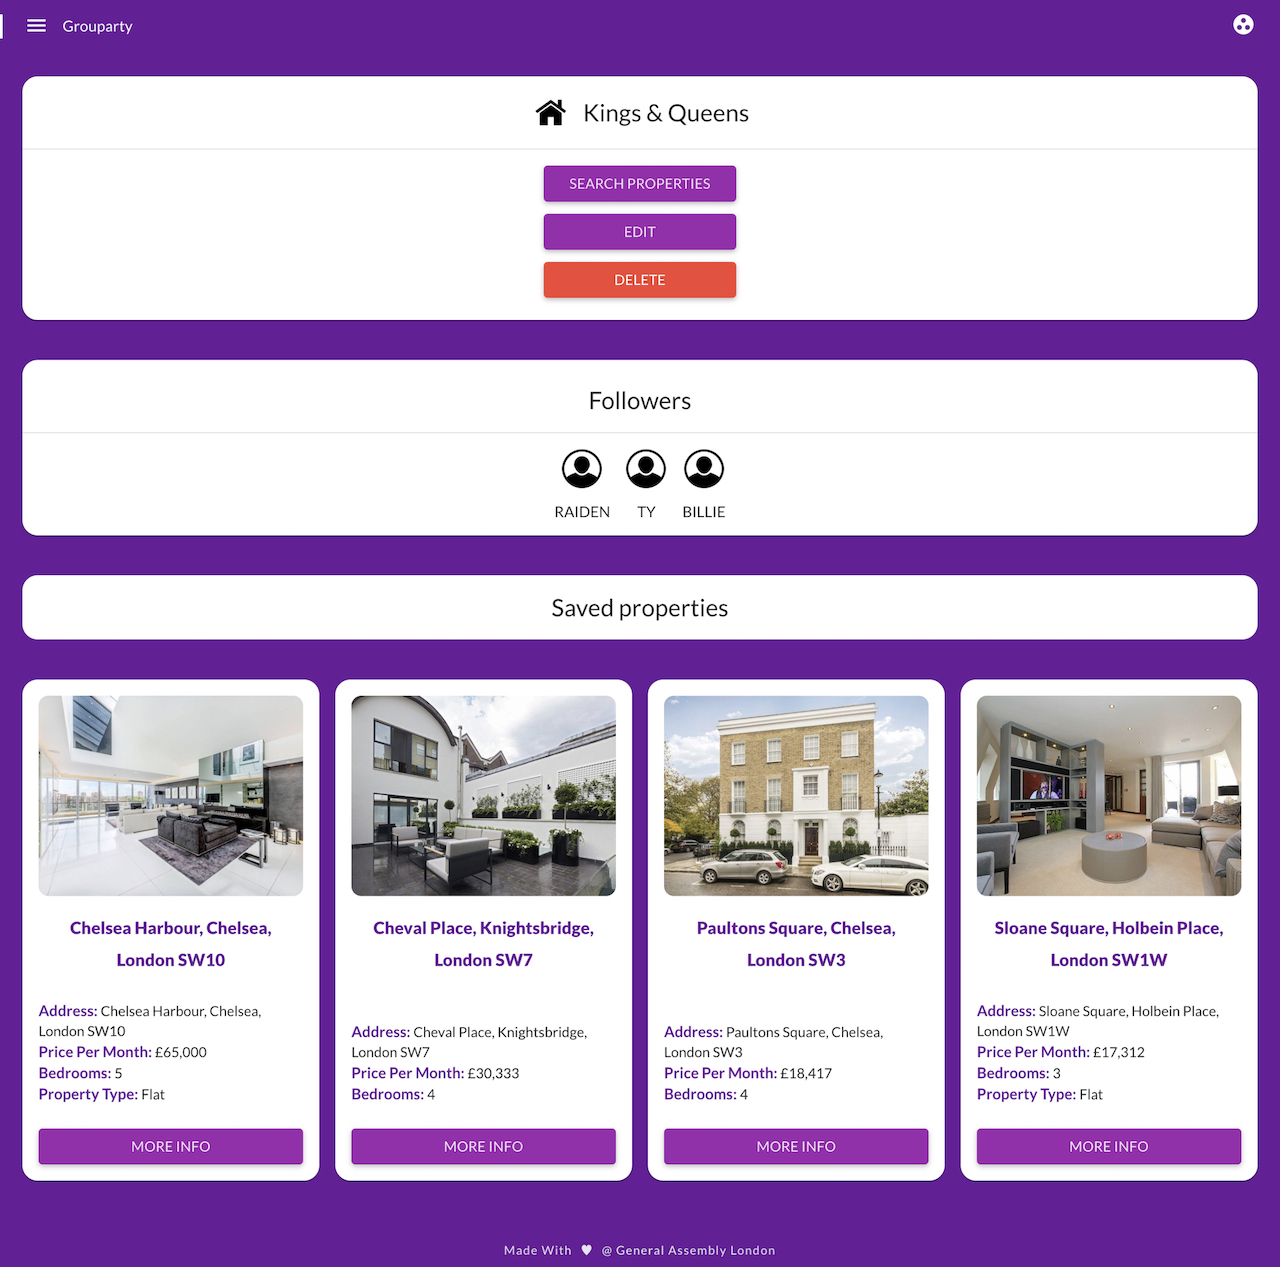 Grouparty
Kings & Queens
SEARCH PROPERTIES
EDIT
DELETE
Followers
RAIDEN TY BILLIE
Saved properties
Chelsea Harbour, Chelsea,
London SW10
Address: Chelsea Harbour, Chelsea,
London SW10
Price Per Month: £65,000
Bedrooms: 5
Property Type: Flat
MORE INFO
Cheval Place, Knightsbridge,
London SW7
Address: Cheval Place, Knightsbridge,
London SW7
Price Per Month: £30,333
Bedrooms: 4
MORE INFO
Paultons Square, Chelsea,
London SW3
Address: Paultons Square, Chelsea,
London SW3
Price Per Month: £18,417
Bedrooms: 4
MORE INFO
Sloane Square, Holbein Place,
London SW1W
Address: Sloane Square, Holbein Place,
London SW1W
Price Per Month: £17,312
Bedrooms: 3
Property Type: Flat
MORE INFO
Made With ♥ @ General Assembly London